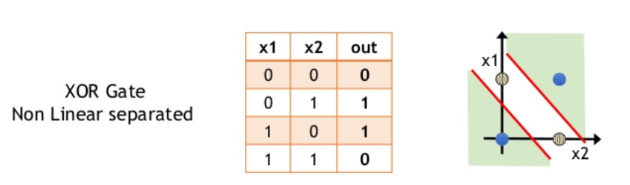 XOR Gate
Non Linear separated
x1 x2 out
0 0 0
0 1 1
1 0 1
1 1 0
x1
x2